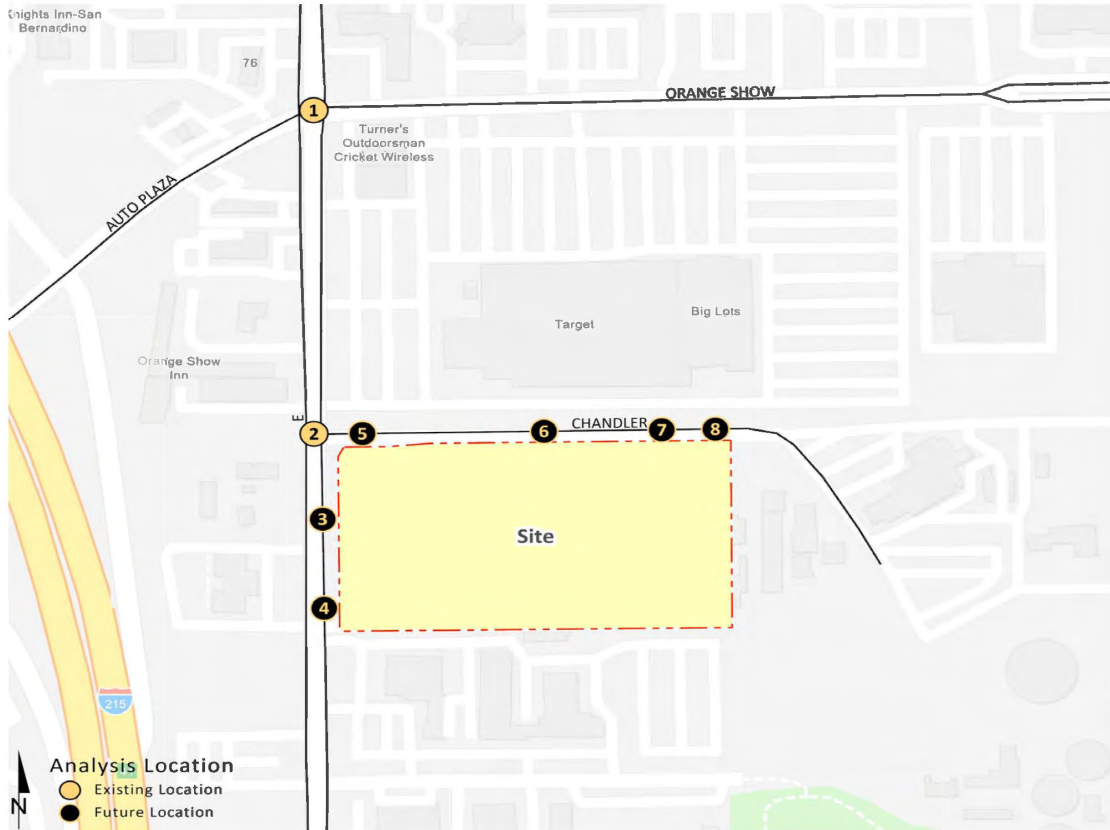 Knights Inn-San
Bernardino
76
1
ORANGE SHOW
Turner's
Outdoorsman
Cricket Wireless
AUTO PLAZA
Target
Big Lots
Orange Show
Inn
E
2
5
6
CHANDLER
7
8
3
Site
4
215
Analysis Location
Existing Location
Future Location
N